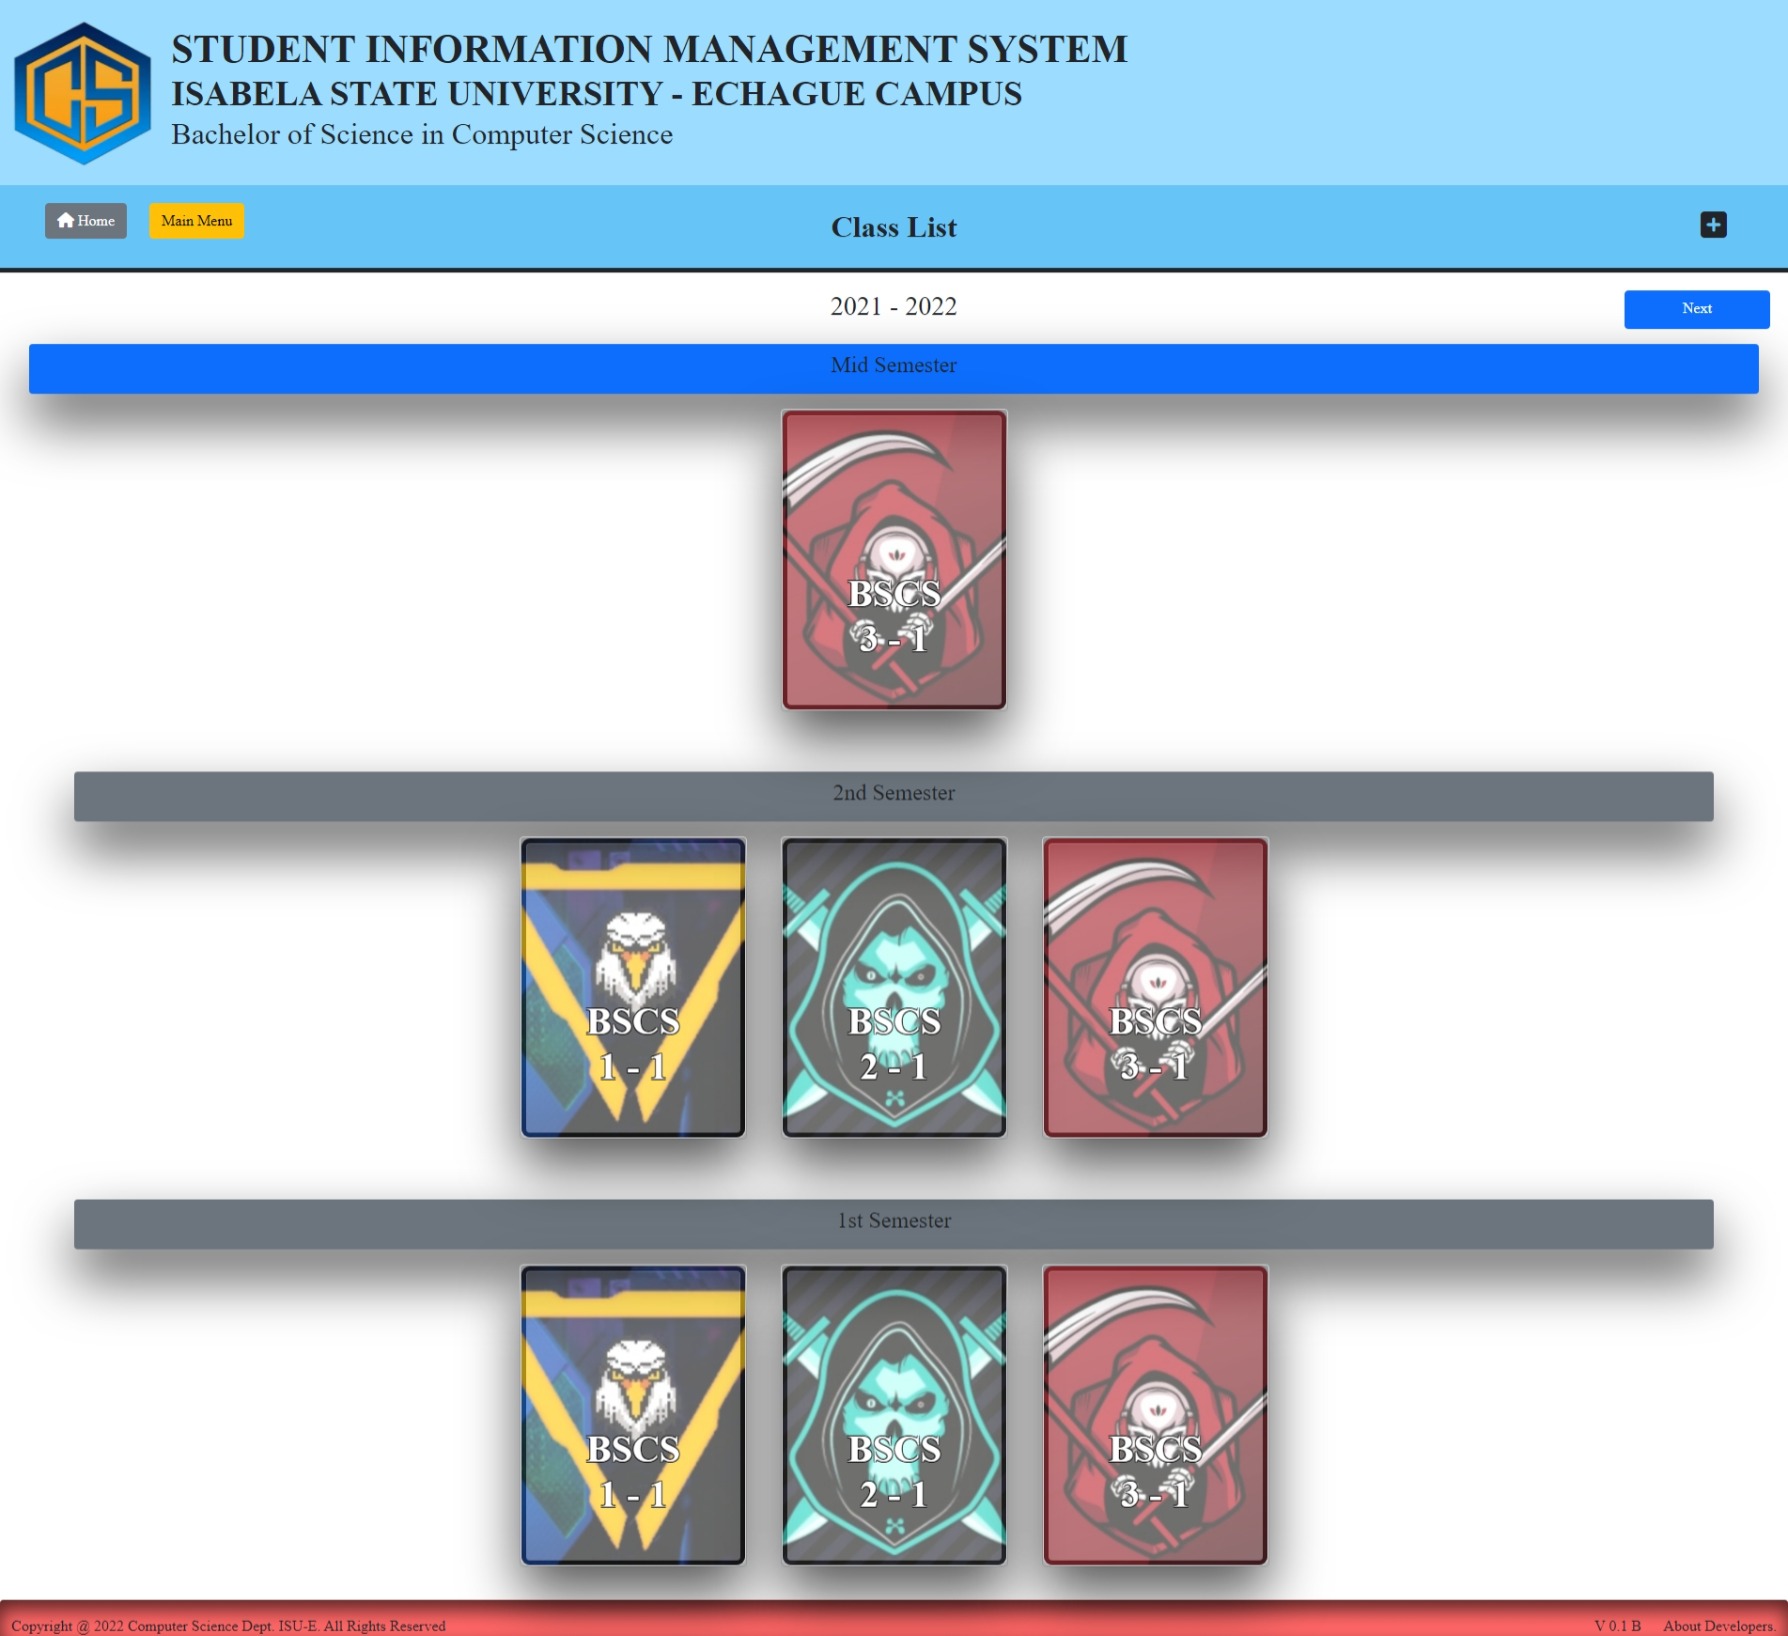 CS
STUDENT INFORMATION MANAGEMENT SYSTEM
ISABELA STATE UNIVERSITY - ECHAGUE CAMPUS
Bachelor of Science in Computer Science
Home
Main Menu
Class List
2021 - 2022
Next
Mid Semester
BSCS
3 - 1
2nd Semester
BSCS
1 - 1
BSCS
2 - 1
BSCS
3 - 1
1st Semester
BSCS
1 - 1
BSCS
2 - 1
BSCS
3 - 1
Copyright @ 2022 Computer Science Dept. ISU-E. All Rights Reserved
V 0.1 B
About Developers.